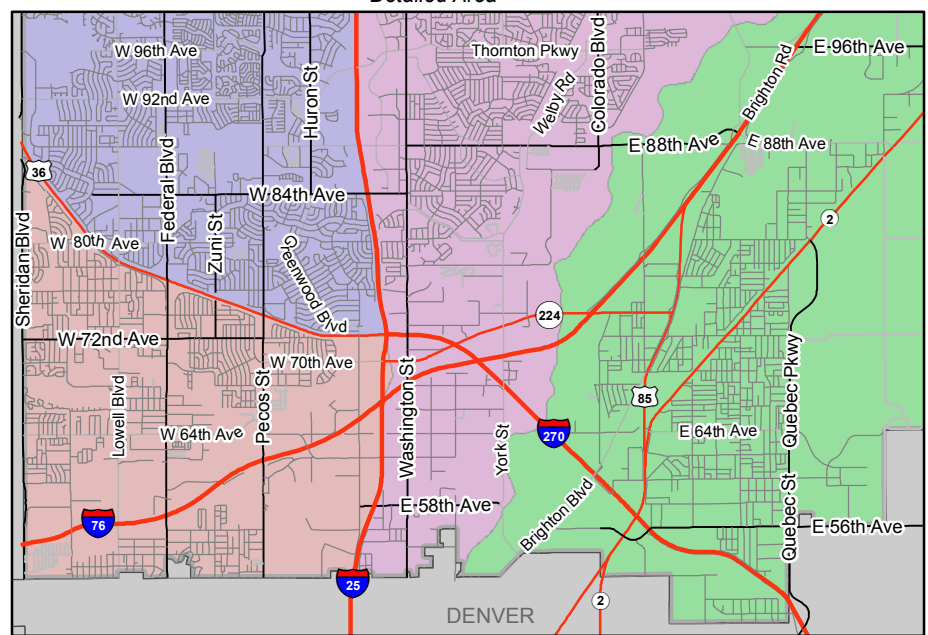 Detailed Area
W 96th Ave
Thornton Pkwy
E 96th Ave
W 92nd Ave
Huron St
Welby Rd
Colorado Blvd
Brighton Rd
E 88th Ave
E 88th Ave
36
Federal Blvd
W 84th Ave
Sheridan Blvd
W 80th Ave
Zuni St
Greenwood Blvd
2
224
W 72nd Ave
W 70th Ave
Washington St
Quebec Pkwy
Lowell Blvd
Pecos St
85
W 64th Ave
York St
270
E 64th Ave
76
E 58th Ave
Brighton Blvd
Quebec St
E 56th Ave
25
2
DENVER